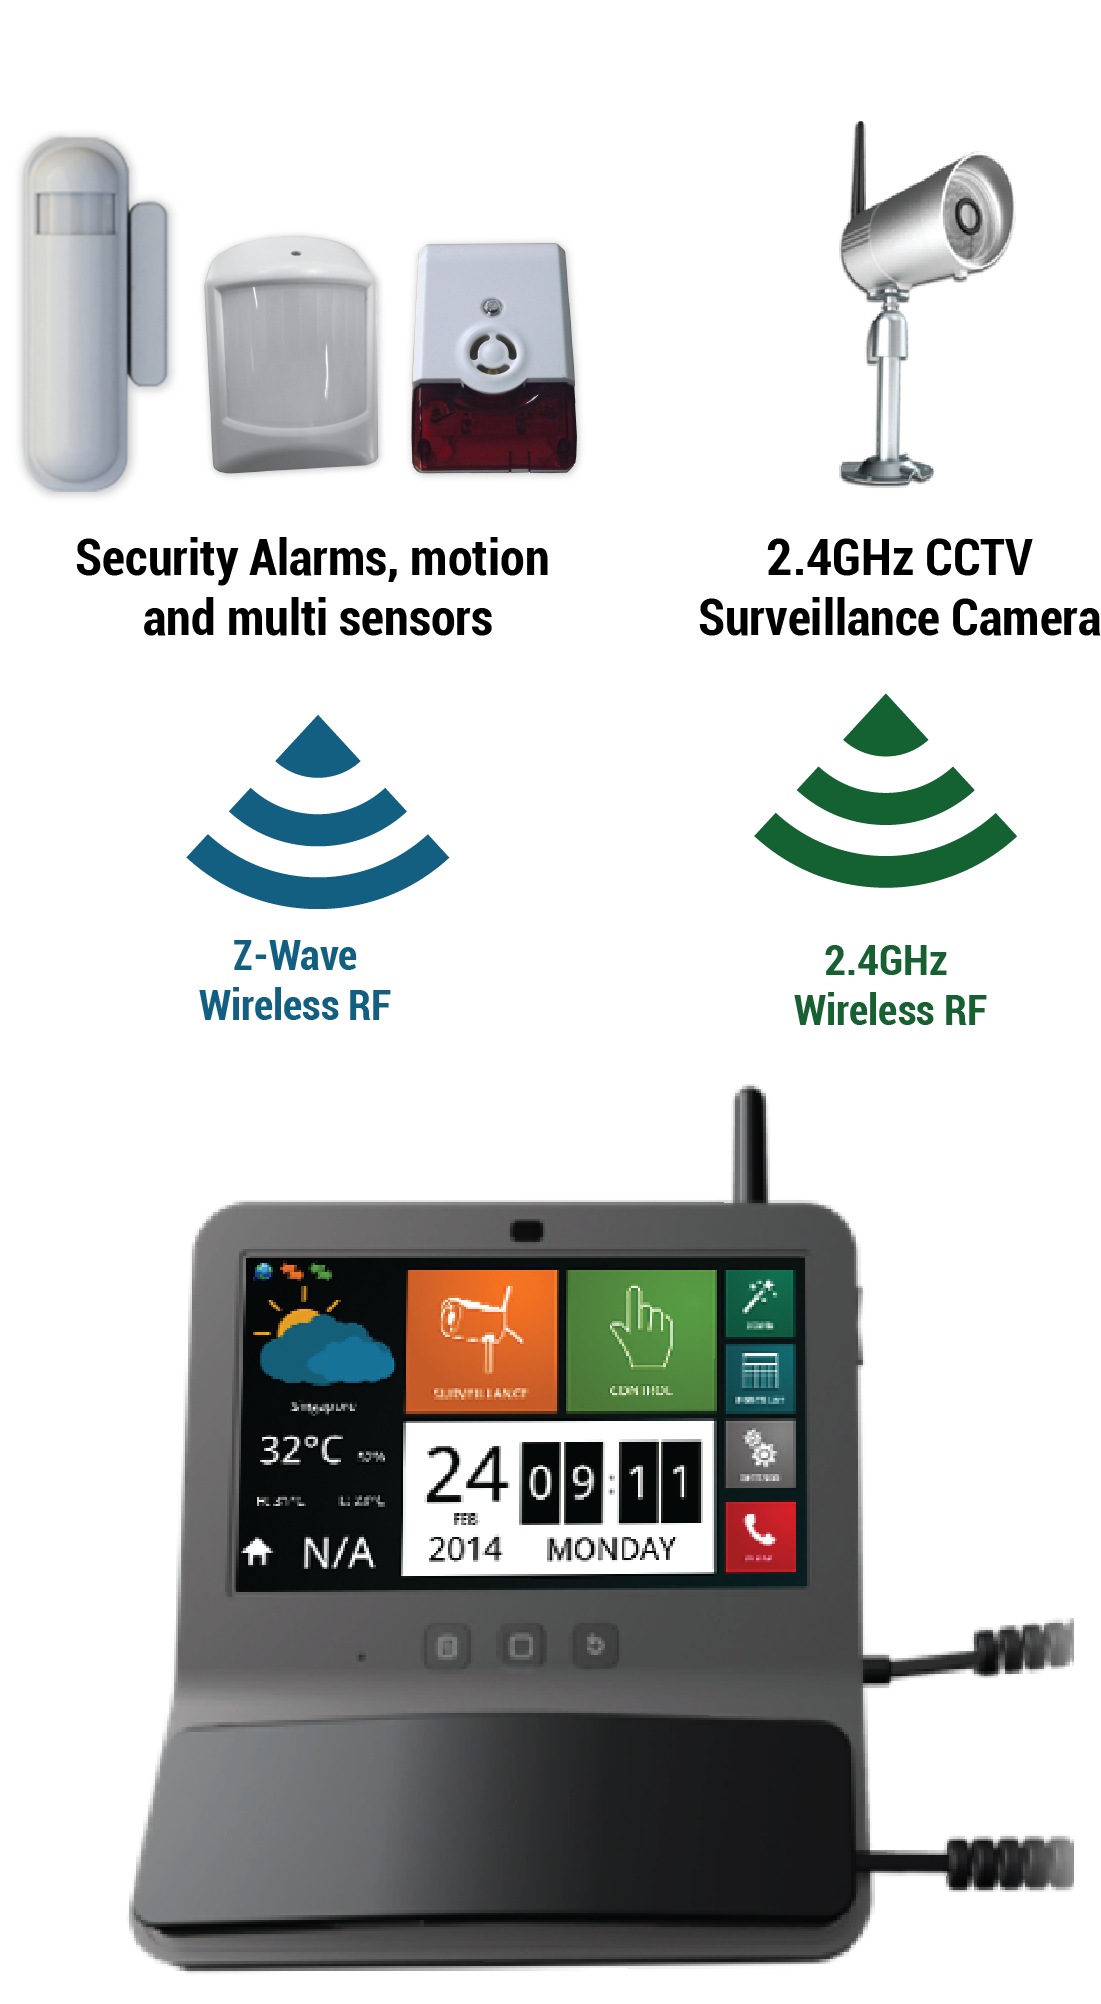 Security Alarms, motion
and multi sensors
2.4GHz CCTV
Surveillance Camera
Z-Wave
Wireless RF
2.4GHz
Wireless RF
SURVEILLANCE
CONTROL
Singapore
32°C
24
FEB
2014
09:11
MONDAY
N/A